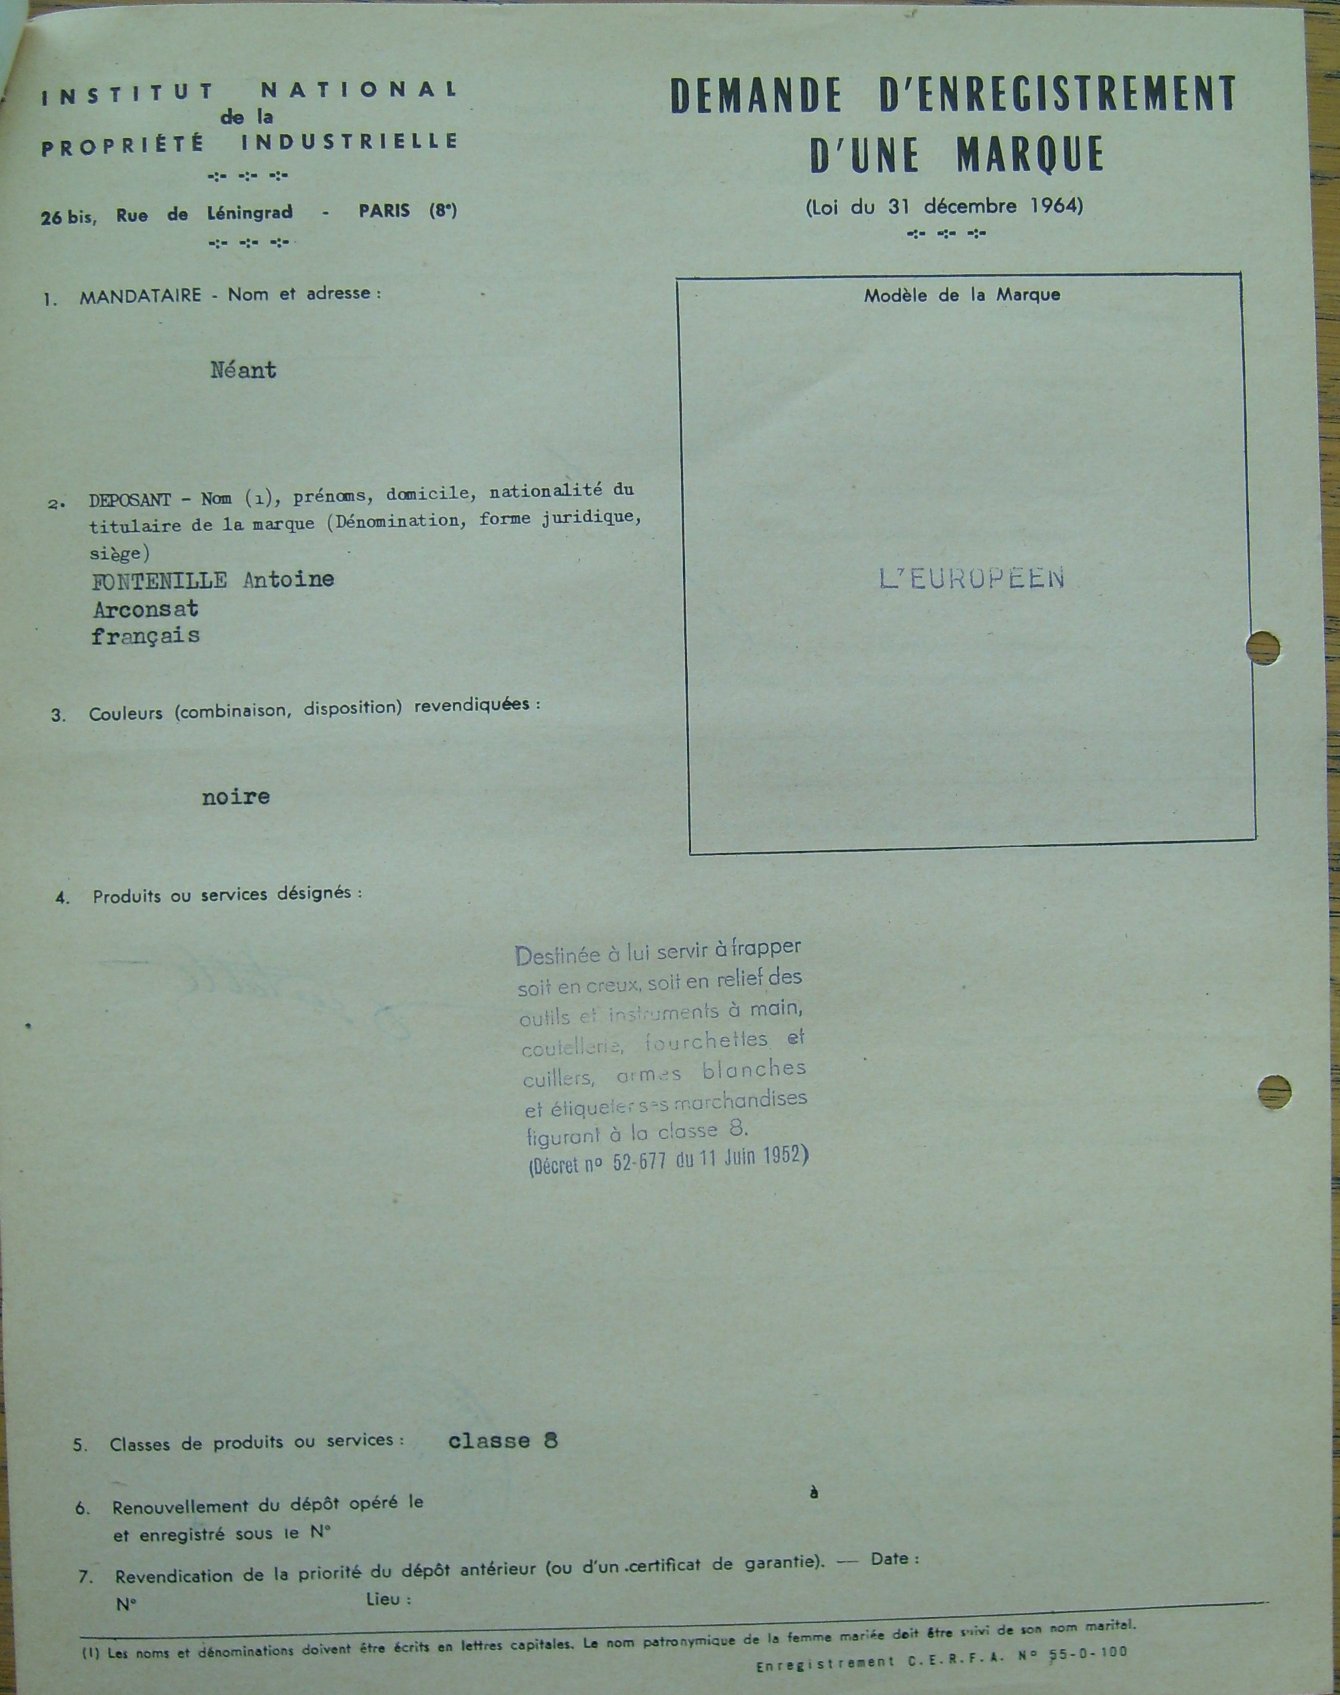 INSTITUT NATIONAL
de la
PROPRIÉTÉ INDUSTRIELLE
26 bis, Rue de Léningrad - PARIS (8e)
DEMANDE D'ENREGISTREMENT
D'UNE MARQUE
(Loi du 31 décembre 1964)
1. MANDATAIRE - Nom et adresse :
Néant
2. DEPOSANT - Nom (1), prénoms, domicile, nationalité du
titulaire de la marque (Dénomination, forme juridique,
siège)
FONTENILLE Antoine
Arconsat
français
3. Couleurs (combinaison, disposition) revendiquées :
noire
Modèle de la Marque
L'EUROPEEN
4. Produits ou services désignés :
Destinée à lui servir à frapper
soit en creux, soit en relief des
outils et instruments à main,
coutellerie, fourchettes et
cuillers, armes blanches
et étiqueter ses marchandises
figurant à la classe 8.
(Décret nº 52-677 du 11 Juin 1952)
5. Classes de produits ou services : classe 8
6. Renouvellement du dépôt opéré le à
et enregistré sous le N°
7. Revendication de la priorité du dépôt antérieur (ou d'un certificat de garantie). — Date :
N° Lieu :
(1) Les noms et dénominations doivent être écrits en lettres capitales. Le nom patronymique de la femme mariée doit être suivi de son nom marital.
Enregistrement C.E.R.F.A. Nº 55-0-100